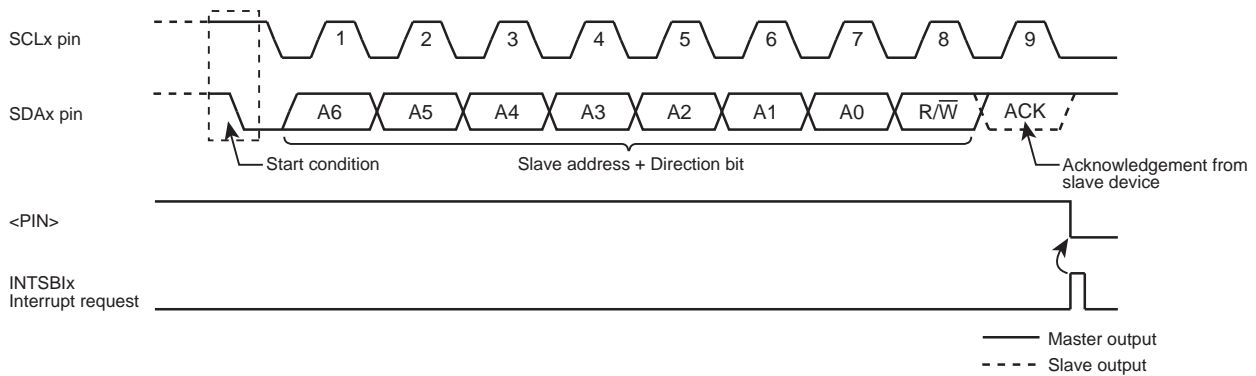 SCLx pin
1 2 3 4 5 6 7 8 9
SDAx pin
A6 A5 A4 A3 A2 A1 A0 R/W̅ ACK
Start condition
Slave address + Direction bit
Acknowledgement from
slave device
<PIN>
INTSBIx
Interrupt request
Master output
Slave output